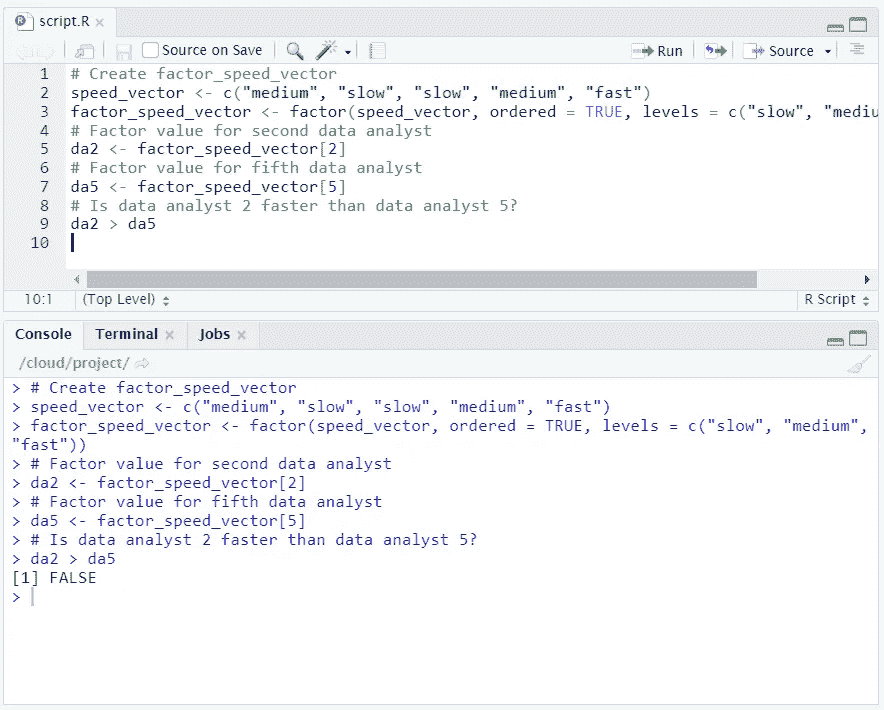 script.R
Source on Save
Run
Source
1 # Create factor_speed_vector
2 speed_vector <- c("medium", "slow", "slow", "medium", "fast")
3 factor_speed_vector <- factor(speed_vector, ordered = TRUE, levels = c("slow", "mediu
4 # Factor value for second data analyst
5 da2 <- factor_speed_vector[2]
6 # Factor value for fifth data analyst
7 da5 <- factor_speed_vector[5]
8 # Is data analyst 2 faster than data analyst 5?
9 da2 > da5
10
10:1 (Top Level) R Script
Console Terminal Jobs
/cloud/project/
> # Create factor_speed_vector
> speed_vector <- c("medium", "slow", "slow", "medium", "fast")
> factor_speed_vector <- factor(speed_vector, ordered = TRUE, levels = c("slow", "medium",
"fast"))
> # Factor value for second data analyst
> da2 <- factor_speed_vector[2]
> # Factor value for fifth data analyst
> da5 <- factor_speed_vector[5]
> # Is data analyst 2 faster than data analyst 5?
> da2 > da5
[1] FALSE
>